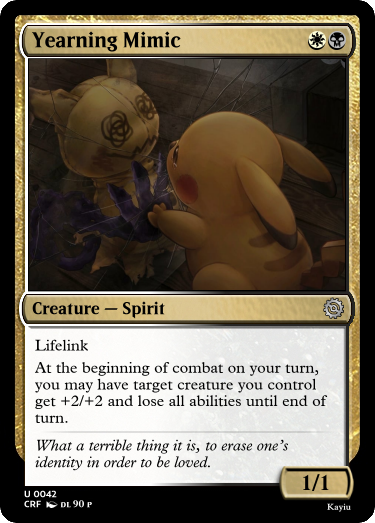 Yearning Mimic
Creature — Spirit
Lifelink
At the beginning of combat on your turn,
you may have target creature you control
get +2/+2 and lose all abilities until end of
turn.
What a terrible thing it is, to erase one's
identity in order to be loved.
1/1
U 0042
CRF DL 90 P
Kayiu